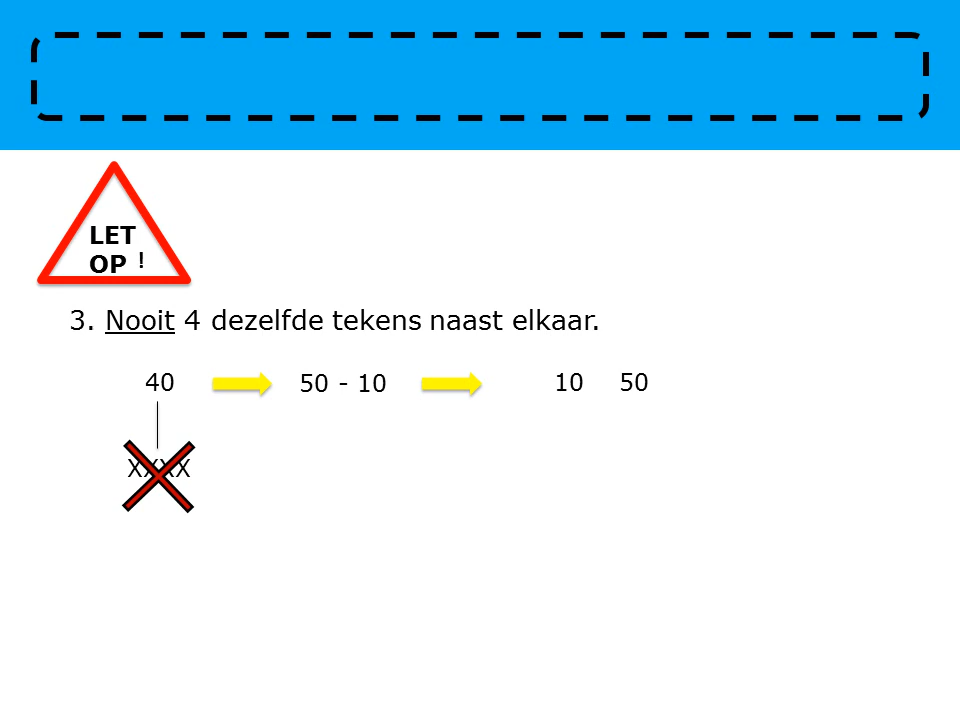 LET
OP !
3. Nooit 4 dezelfde tekens naast elkaar.
40 50 - 10 10 50
XXXX